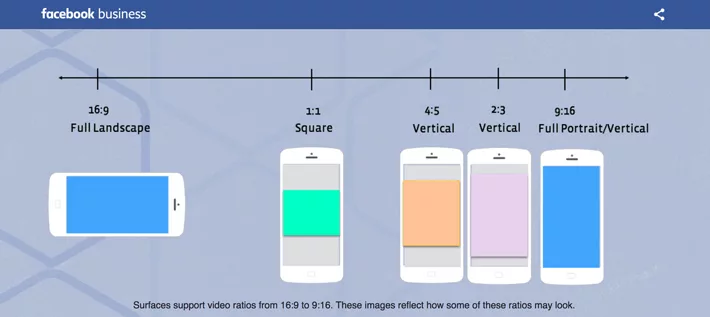 facebook business
16:9
Full Landscape
1:1
Square
4:5
Vertical
2:3
Vertical
9:16
Full Portrait/Vertical
Surfaces support video ratios from 16:9 to 9:16. These images reflect how some of these ratios may look.